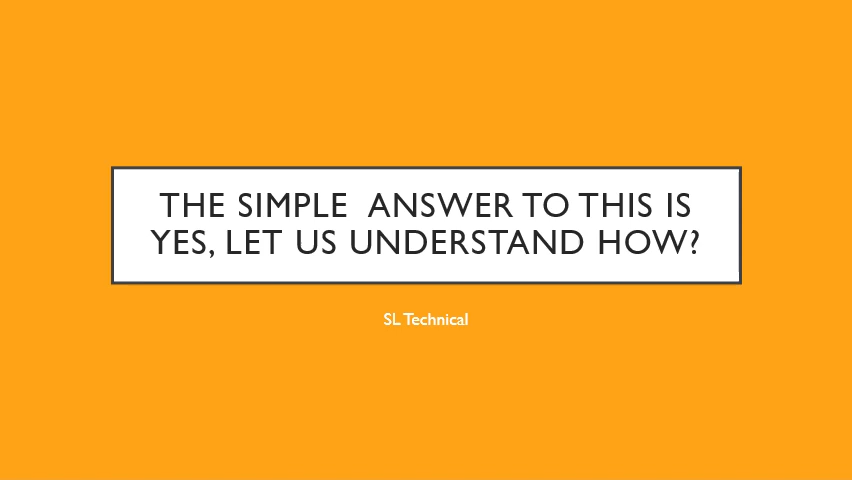 THE SIMPLE  ANSWER TO THIS IS
YES, LET US UNDERSTAND HOW?
SL Technical